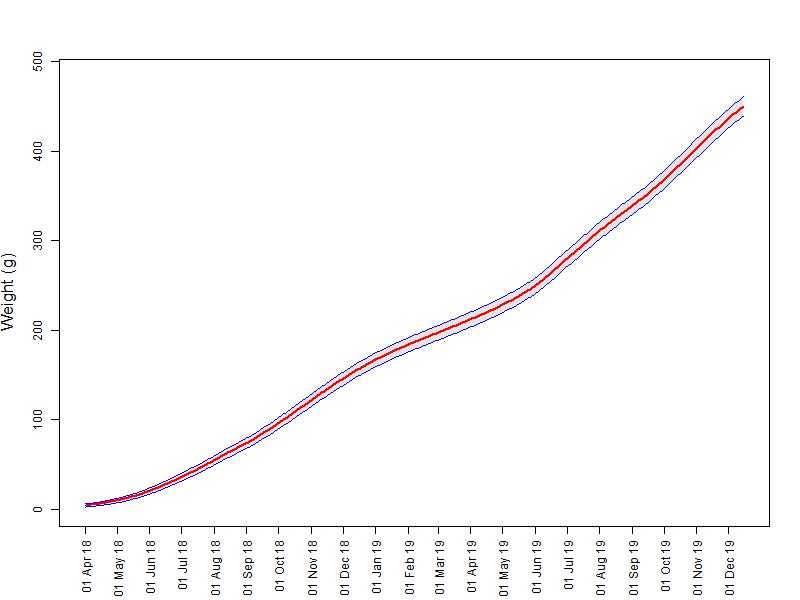 Weight (g)
500
400
300
200
100
0
01 Apr 18
01 May 18
01 Jun 18
01 Jul 18
01 Aug 18
01 Sep 18
01 Oct 18
01 Nov 18
01 Dec 18
01 Jan 19
01 Feb 19
01 Mar 19
01 Apr 19
01 May 19
01 Jun 19
01 Jul 19
01 Aug 19
01 Sep 19
01 Oct 19
01 Nov 19
01 Dec 19